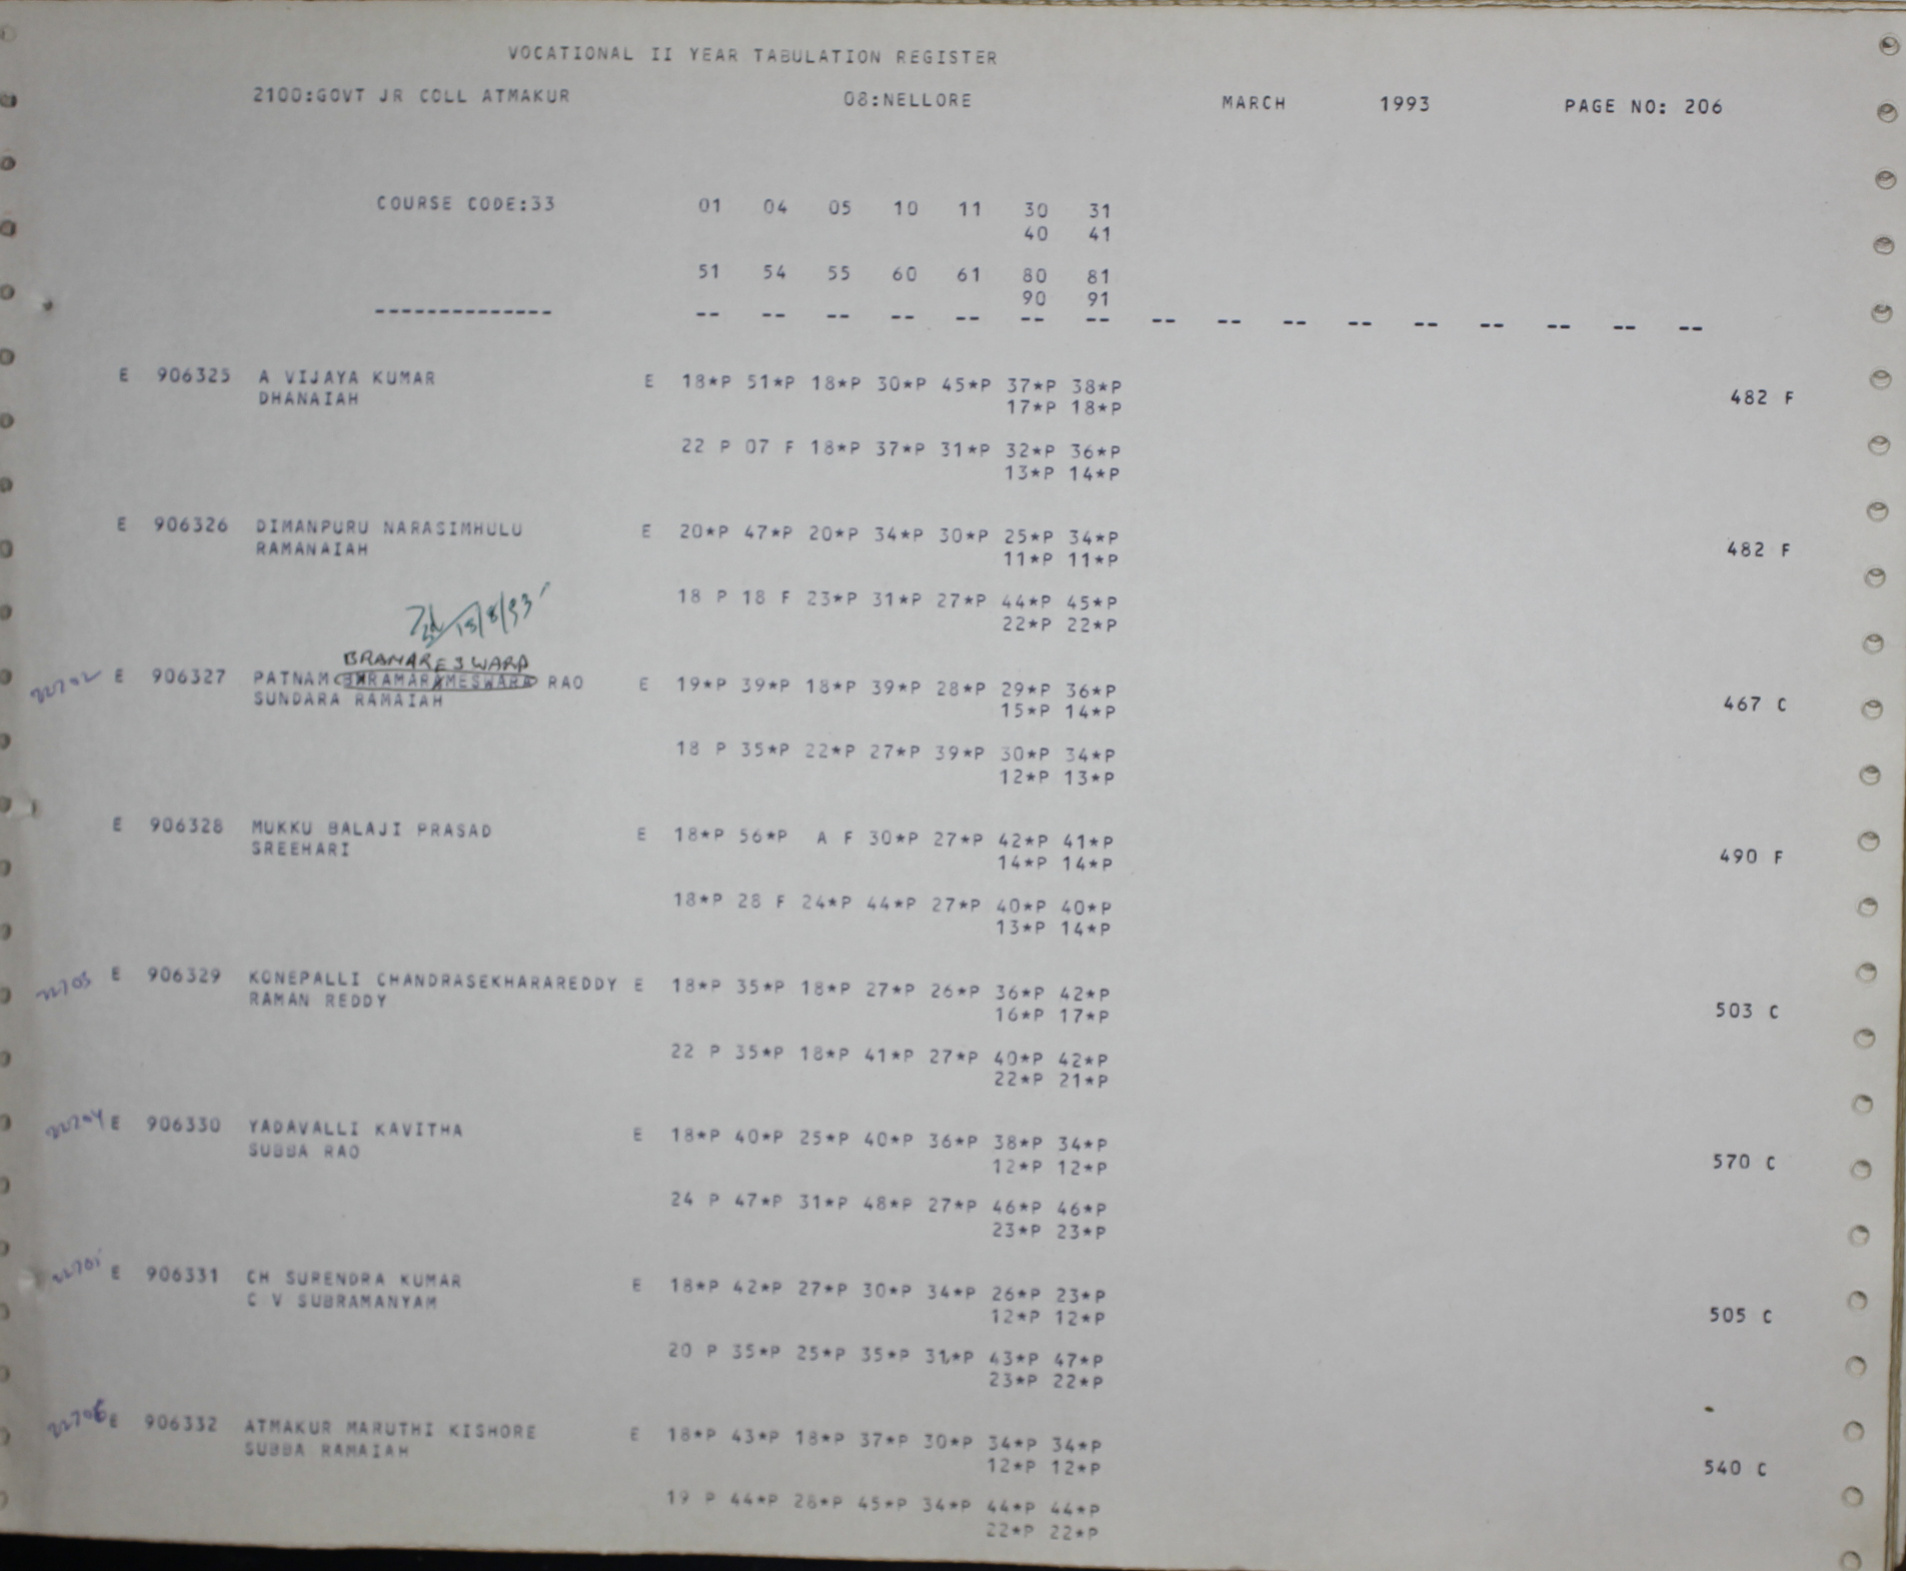 VOCATIONAL II YEAR TABULATION REGISTER
2100:GOVT JR COLL ATMAKUR 08:NELLORE MARCH 1993 PAGE NO: 206
COURSE CODE:33 01 04 05 10 11 30 31
40 41
51 54 55 60 61 80 81
90 91
-------------- -- -- -- -- -- -- -- -- -- -- -- -- -- -- -- --
E 906325 A VIJAYA KUMAR E 18*P 51*P 18*P 30*P 45*P 37*P 38*P
DHANAIAH 17*P 18*P 482 F
22 P 07 F 18*P 37*P 31*P 32*P 36*P
13*P 14*P
E 906326 DIMANPURU NARASIMHULU E 20*P 47*P 20*P 34*P 30*P 25*P 34*P
RAMANAIAH 11*P 11*P 482 F
18 P 18 F 23*P 31*P 27*P 44*P 45*P
22*P 22*P
18/8/93
BRAMARESWARA
22702 E 906327 PATNAM BHRAMARAMESWARA RAO E 19*P 39*P 18*P 39*P 28*P 29*P 36*P
SUNDARA RAMAIAH 15*P 14*P 467 C
18 P 35*P 22*P 27*P 39*P 30*P 34*P
12*P 13*P
E 906328 MUKKU BALAJI PRASAD E 18*P 56*P A F 30*P 27*P 42*P 41*P
SREEHARI 14*P 14*P 490 F
18*P 28 F 24*P 44*P 27*P 40*P 40*P
13*P 14*P
22703 E 906329 KONEPALLI CHANDRASEKHARAREDDY E 18*P 35*P 18*P 27*P 26*P 36*P 42*P
RAMAN REDDY 16*P 17*P 503 C
22 P 35*P 18*P 41*P 27*P 40*P 42*P
22*P 21*P
22704 E 906330 YADAVALLI KAVITHA E 18*P 40*P 25*P 40*P 36*P 38*P 34*P
SUBBA RAO 12*P 12*P 570 C
24 P 47*P 31*P 48*P 27*P 46*P 46*P
23*P 23*P
22705 E 906331 CH SURENDRA KUMAR E 18*P 42*P 27*P 30*P 34*P 26*P 23*P
C V SUBRAMANYAM 12*P 12*P 505 C
20 P 35*P 25*P 35*P 31*P 43*P 47*P
23*P 22*P
22706 E 906332 ATMAKUR MARUTHI KISHORE E 18*P 43*P 18*P 37*P 30*P 34*P 34*P
SUBBA RAMAIAH 12*P 12*P 540 C
19 P 44*P 28*P 45*P 34*P 44*P 44*P
22*P 22*P